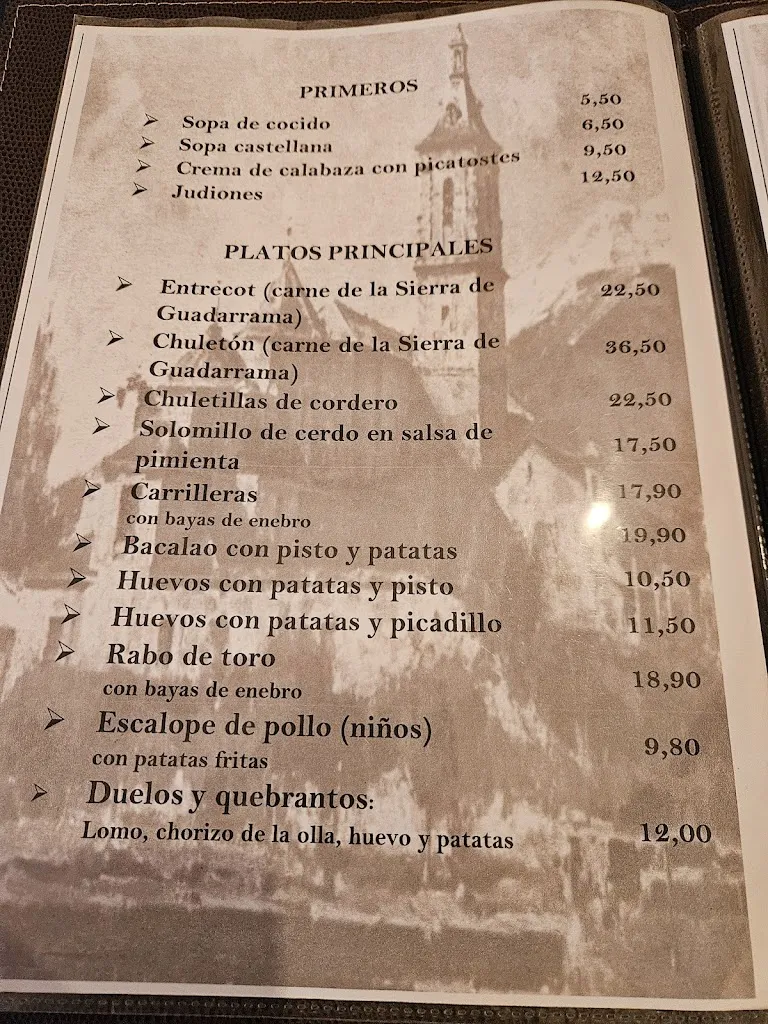 PRIMEROS
➢ Sopa de cocido 5,50
➢ Sopa castellana 6,50
➢ Crema de calabaza con picatostes 9,50
➢ Judiones 12,50
PLATOS PRINCIPALES
➢ Entrecot (carne de la Sierra de 22,50
Guadarrama)
➢ Chuletón (carne de la Sierra de 36,50
Guadarrama)
➢ Chuletillas de cordero 22,50
➢ Solomillo de cerdo en salsa de 17,50
pimienta
➢ Carrilleras 17,90
con bayas de enebro
➢ Bacalao con pisto y patatas 19,90
➢ Huevos con patatas y pisto 10,50
➢ Huevos con patatas y picadillo 11,50
➢ Rabo de toro 18,90
con bayas de enebro
➢ Escalope de pollo (niños) 9,80
con patatas fritas
➢ Duelos y quebrantos:
Lomo, chorizo de la olla, huevo y patatas 12,00